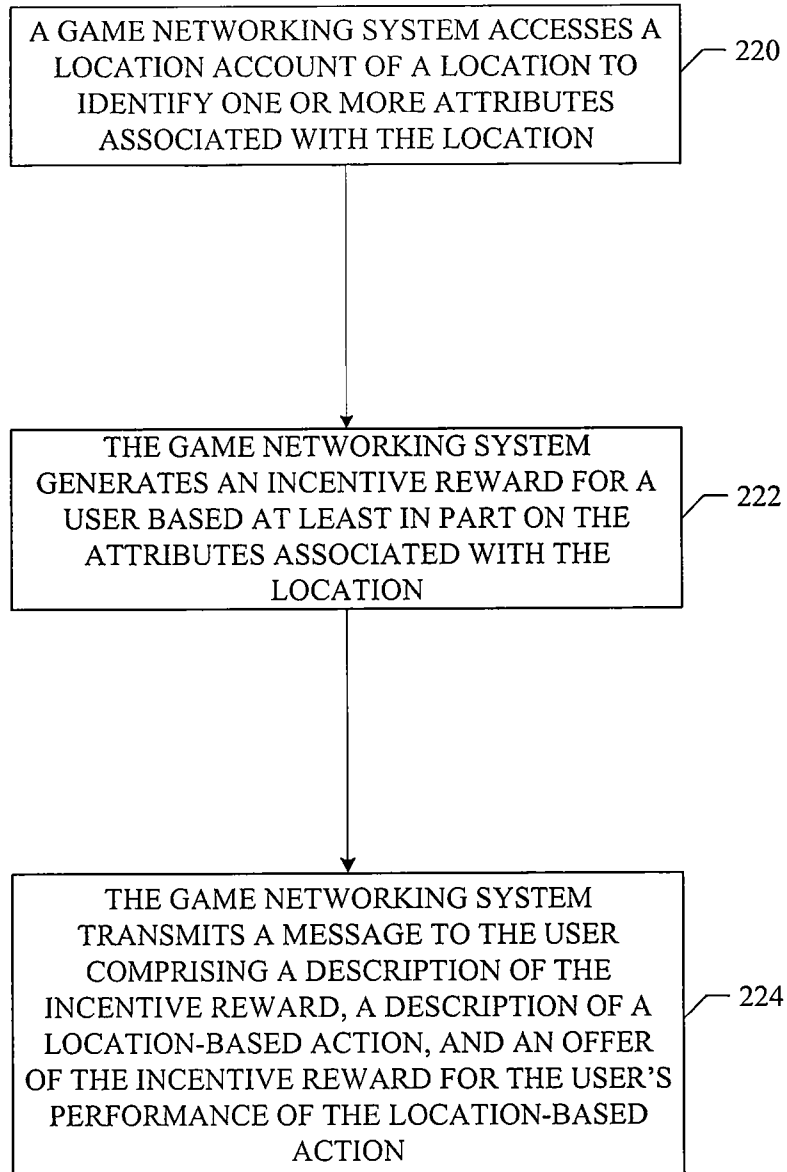 A GAME NETWORKING SYSTEM ACCESSES A
LOCATION ACCOUNT OF A LOCATION TO
IDENTIFY ONE OR MORE ATTRIBUTES
ASSOCIATED WITH THE LOCATION
220
THE GAME NETWORKING SYSTEM
GENERATES AN INCENTIVE REWARD FOR A
USER BASED AT LEAST IN PART ON THE
ATTRIBUTES ASSOCIATED WITH THE
LOCATION
222
THE GAME NETWORKING SYSTEM
TRANSMITS A MESSAGE TO THE USER
COMPRISING A DESCRIPTION OF THE
INCENTIVE REWARD, A DESCRIPTION OF A
LOCATION-BASED ACTION, AND AN OFFER
OF THE INCENTIVE REWARD FOR THE USER'S
PERFORMANCE OF THE LOCATION-BASED
ACTION
224